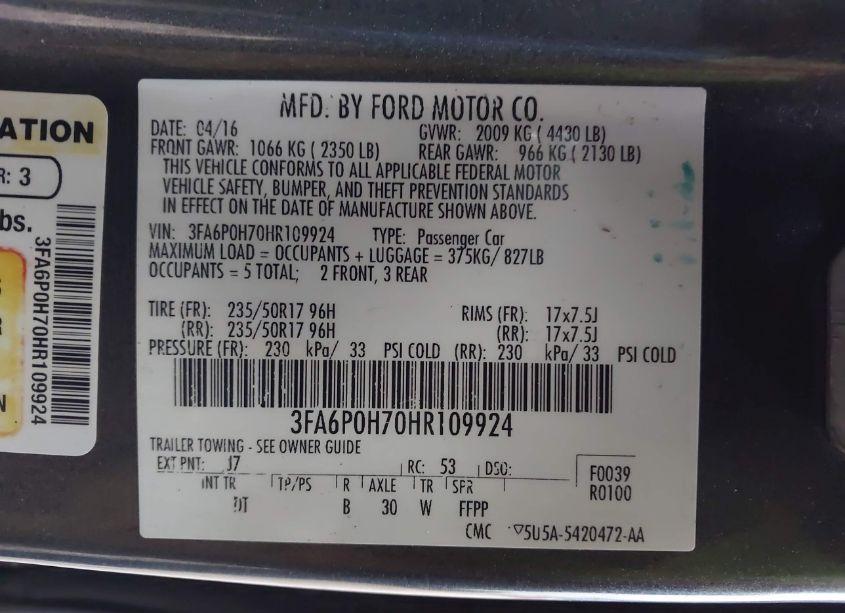 MFD. BY FORD MOTOR CO.
DATE: 04/16 GVWR: 2009 KG ( 4430 LB)
FRONT GAWR: 1066 KG ( 2350 LB) REAR GAWR: 966 KG ( 2130 LB)
THIS VEHICLE CONFORMS TO ALL APPLICABLE FEDERAL MOTOR
VEHICLE SAFETY, BUMPER, AND THEFT PREVENTION STANDARDS
IN EFFECT ON THE DATE OF MANUFACTURE SHOWN ABOVE.
VIN: 3FA6P0H70HR109924 TYPE: Passenger Car
MAXIMUM LOAD = OCCUPANTS + LUGGAGE = 375KG/ 827LB
OCCUPANTS = 5 TOTAL; 2 FRONT, 3 REAR
TIRE (FR): 235/50R17 96H RIMS (FR): 17x7.5J
(RR): 235/50R17 96H (RR): 17x7.5J
PRESSURE (FR): 230 kPa/ 33 PSI COLD (RR): 230 kPa/ 33 PSI COLD
3FA6P0H70HR109924
TRAILER TOWING - SEE OWNER GUIDE
EXT PNT: J7 RC: 53 DSO: F0039
INT TR TP/PS R AXLE TR SPR R0100
DT B 30 W FFPP
CMC ▽5U5A-5420472-AA
ATION
R: 3
bs.
R
N
3FA6P0H70HR109924